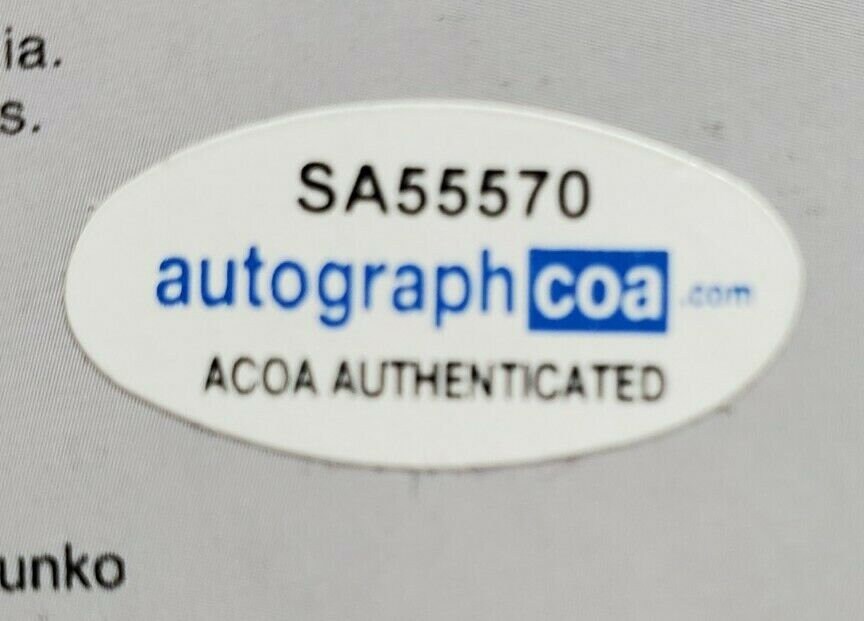 ia.
s.
SA55570
autographcoa.com
ACOA AUTHENTICATED
unko